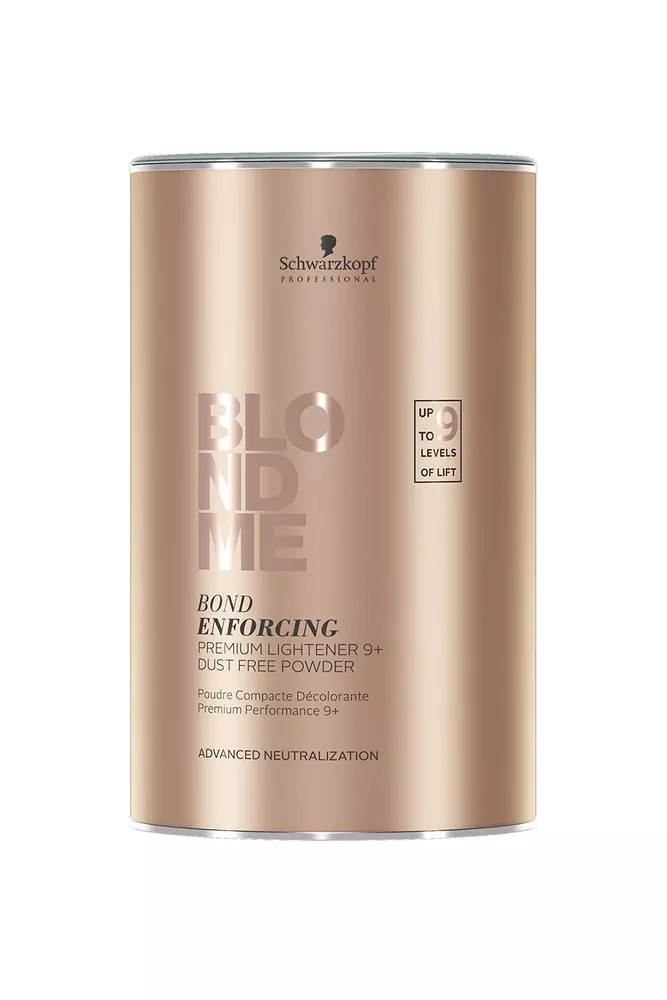 Schwarzkopf
PROFESSIONAL
BLO
ND
ME
UP
TO 9
LEVELS
OF LIFT
BOND
ENFORCING
PREMIUM LIGHTENER 9+
DUST FREE POWDER
Poudre Compacte Décolorante
Premium Performance 9+
ADVANCED NEUTRALIZATION